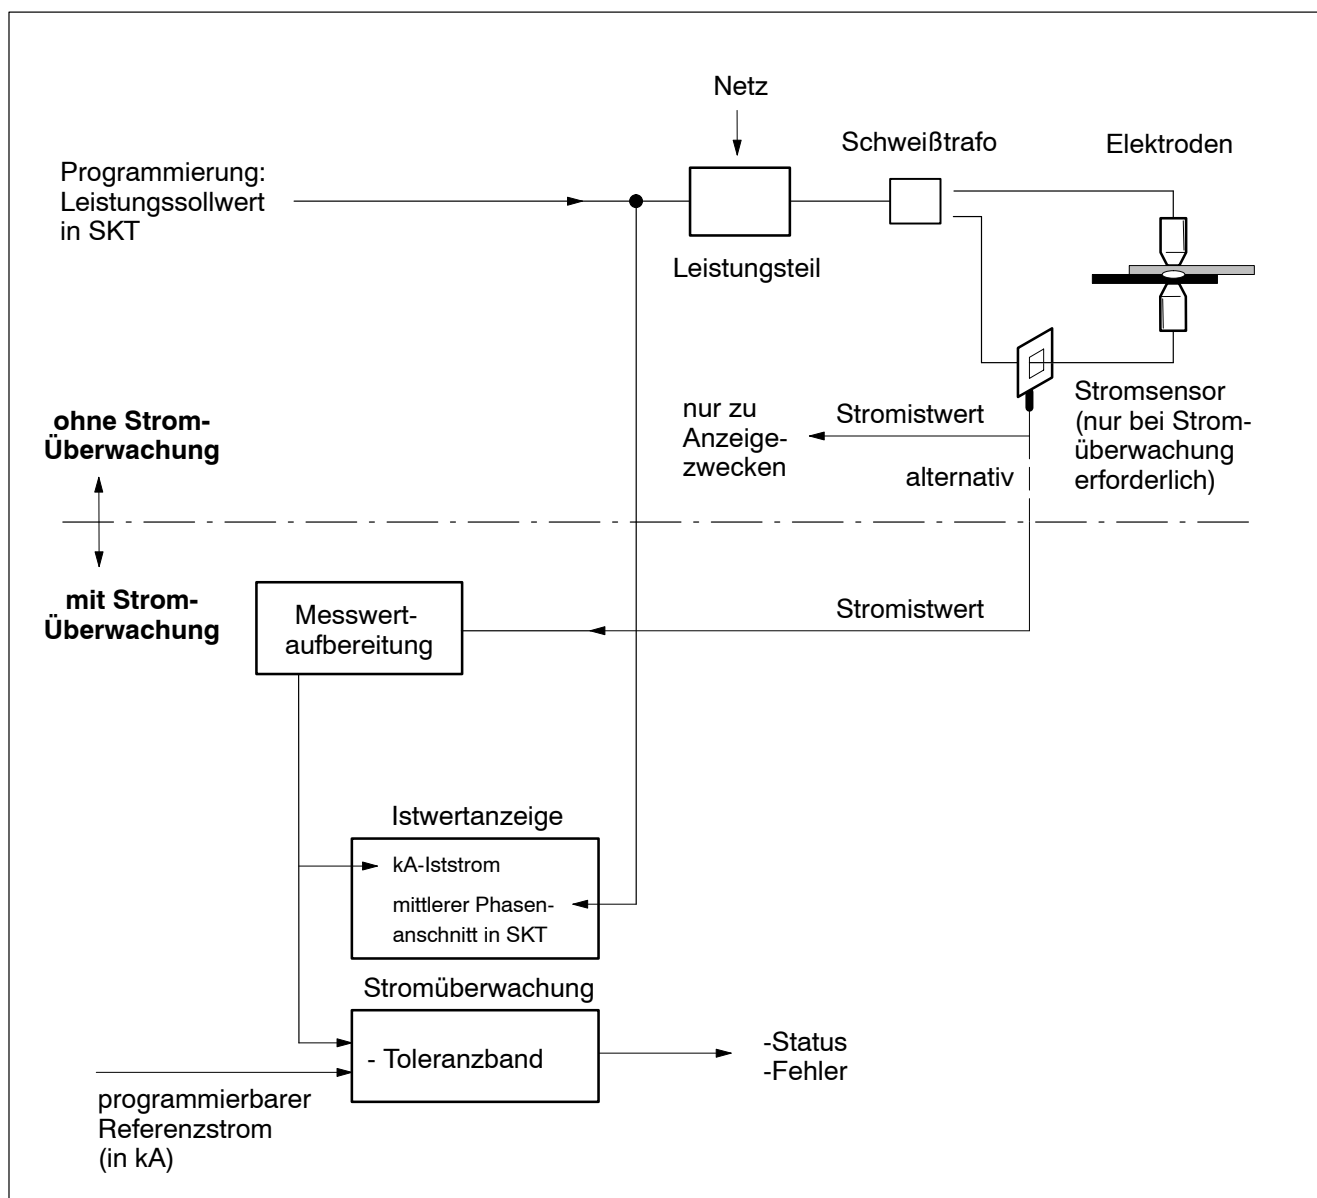 Netz
Schweißtrafo
Elektroden
Programmierung:
Leistungssollwert
in SKT
Leistungsteil
ohne Strom-
Überwachung
nur zu
Anzeige-
zwecken
Stromistwert
alternativ
Stromsensor
(nur bei Strom-
überwachung
erforderlich)
mit Strom-
Überwachung
Messwert-
aufbereitung
Stromistwert
Istwertanzeige
kA-Iststrom
mittlerer Phasen-
anschnitt in SKT
Stromüberwachung
- Toleranzband
-Status
-Fehler
programmierbarer
Referenzstrom
(in kA)